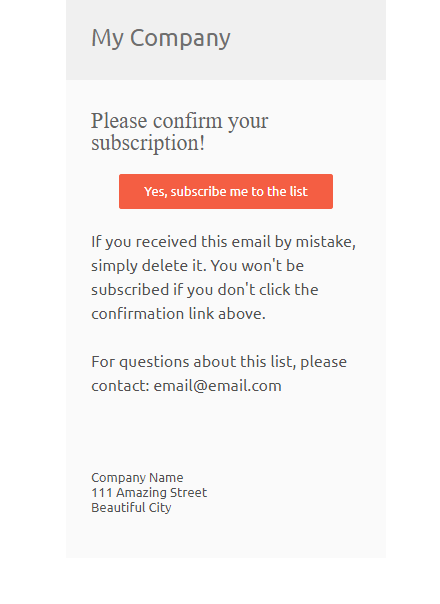 My Company
Please confirm your
subscription!
Yes, subscribe me to the list
If you received this email by mistake,
simply delete it. You won't be
subscribed if you don't click the
confirmation link above.
For questions about this list, please
contact: email@email.com
Company Name
111 Amazing Street
Beautiful City